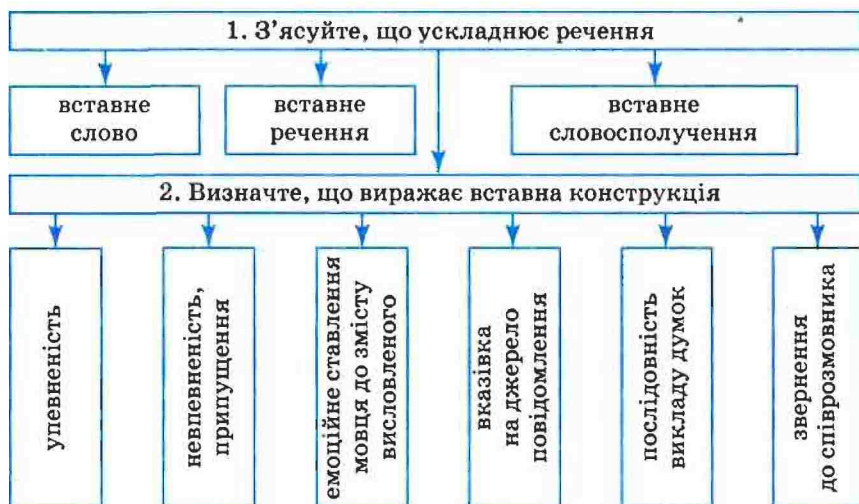 1. З’ясуйте, що ускладнює речення
вставне
слово
вставне
речення
вставне
словосполучення
2. Визначте, що виражає вставна конструкція
упевненість
невпевненість,
припущення
емоційне ставлення
мовця до змісту
висловленого
вказівка
на джерело
повідомлення
послідовність
викладу думок
звернення
до співрозмовника